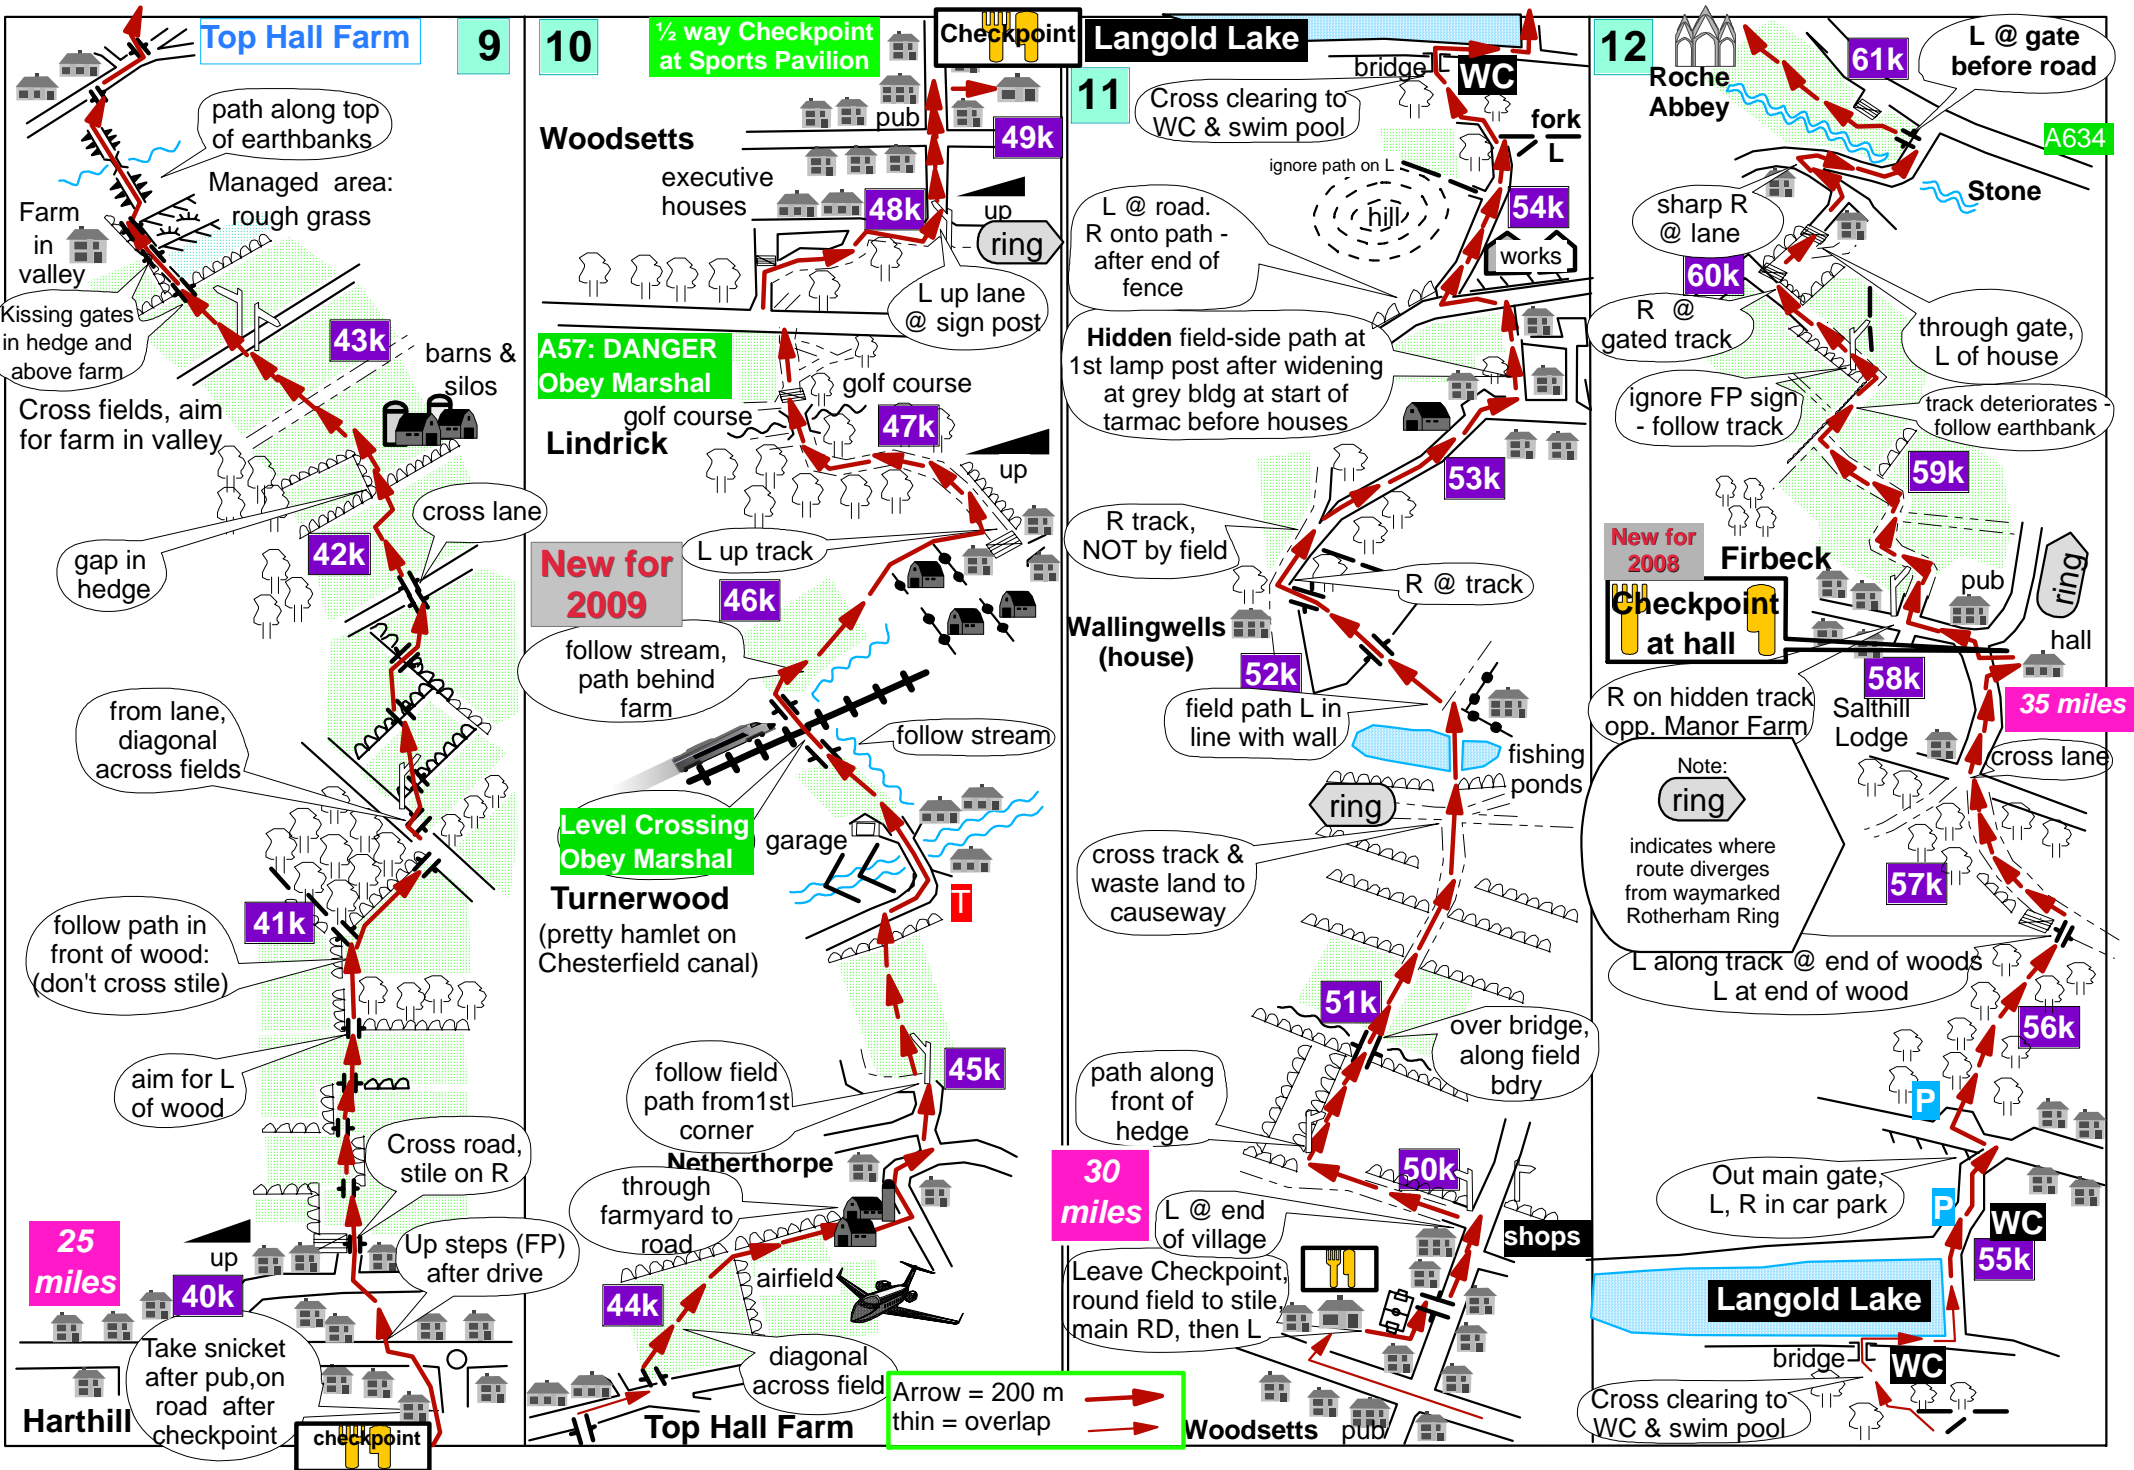 Top Hall Farm
9
path along top
of earthbanks
Managed area:
rough grass
Farm
in
valley
Kissing gates
in hedge and
above farm
43k
barns &
silos
Cross fields, aim
for farm in valley
cross lane
gap in
hedge
42k
from lane,
diagonal
across fields
41k
follow path in
front of wood:
(don't cross stile)
aim for L
of wood
Cross road,
stile on R
25
miles
up
Up steps (FP)
after drive
40k
Take snicket
after pub,on
road after
checkpoint
Harthill
checkpoint
10
½ way Checkpoint
at Sports Pavilion
Checkpoint
pub
Woodsetts
49k
executive
houses
48k
up
ring
L up lane
@ sign post
A57: DANGER
Obey Marshal
golf course
golf course
47k
Lindrick
up
L up track
New for
2009
46k
follow stream,
path behind
farm
follow stream
Level Crossing
Obey Marshal
garage
Turnerwood
(pretty hamlet on
Chesterfield canal)
T
45k
follow field
path from1st
corner
Netherthorpe
through
farmyard to
road
airfield
44k
diagonal
across field
Top Hall Farm
Arrow = 200 m
thin = overlap
Langold Lake
11
bridge
WC
Cross clearing to
WC & swim pool
fork
L
ignore path on L
54k
hill
L @ road.
R onto path -
after end of
fence
works
Hidden field-side path at
1st lamp post after widening
at grey bldg at start of
tarmac before houses
53k
R track,
NOT by field
R @ track
Wallingwells
(house)
52k
field path L in
line with wall
fishing
ponds
ring
cross track &
waste land to
causeway
51k
over bridge,
along field
bdry
path along
front of
hedge
30
miles
50k
L @ end
of village
shops
Leave Checkpoint,
round field to stile,
main RD, then L
Woodsetts
pub
12
Roche
Abbey
61k
L @ gate
before road
A634
Stone
sharp R
@ lane
60k
R @
gated track
through gate,
L of house
ignore FP sign
- follow track
track deteriorates -
follow earthbank
59k
New for
2008
Firbeck
pub
ring
Checkpoint
at hall
hall
58k
R on hidden track
opp. Manor Farm
Salthill
Lodge
35 miles
cross lane
Note:
ring
indicates where
route diverges
from waymarked
Rotherham Ring
57k
L along track @ end of woods
L at end of wood
56k
P
Out main gate,
L, R in car park
P
WC
55k
Langold Lake
bridge
WC
Cross clearing to
WC & swim pool